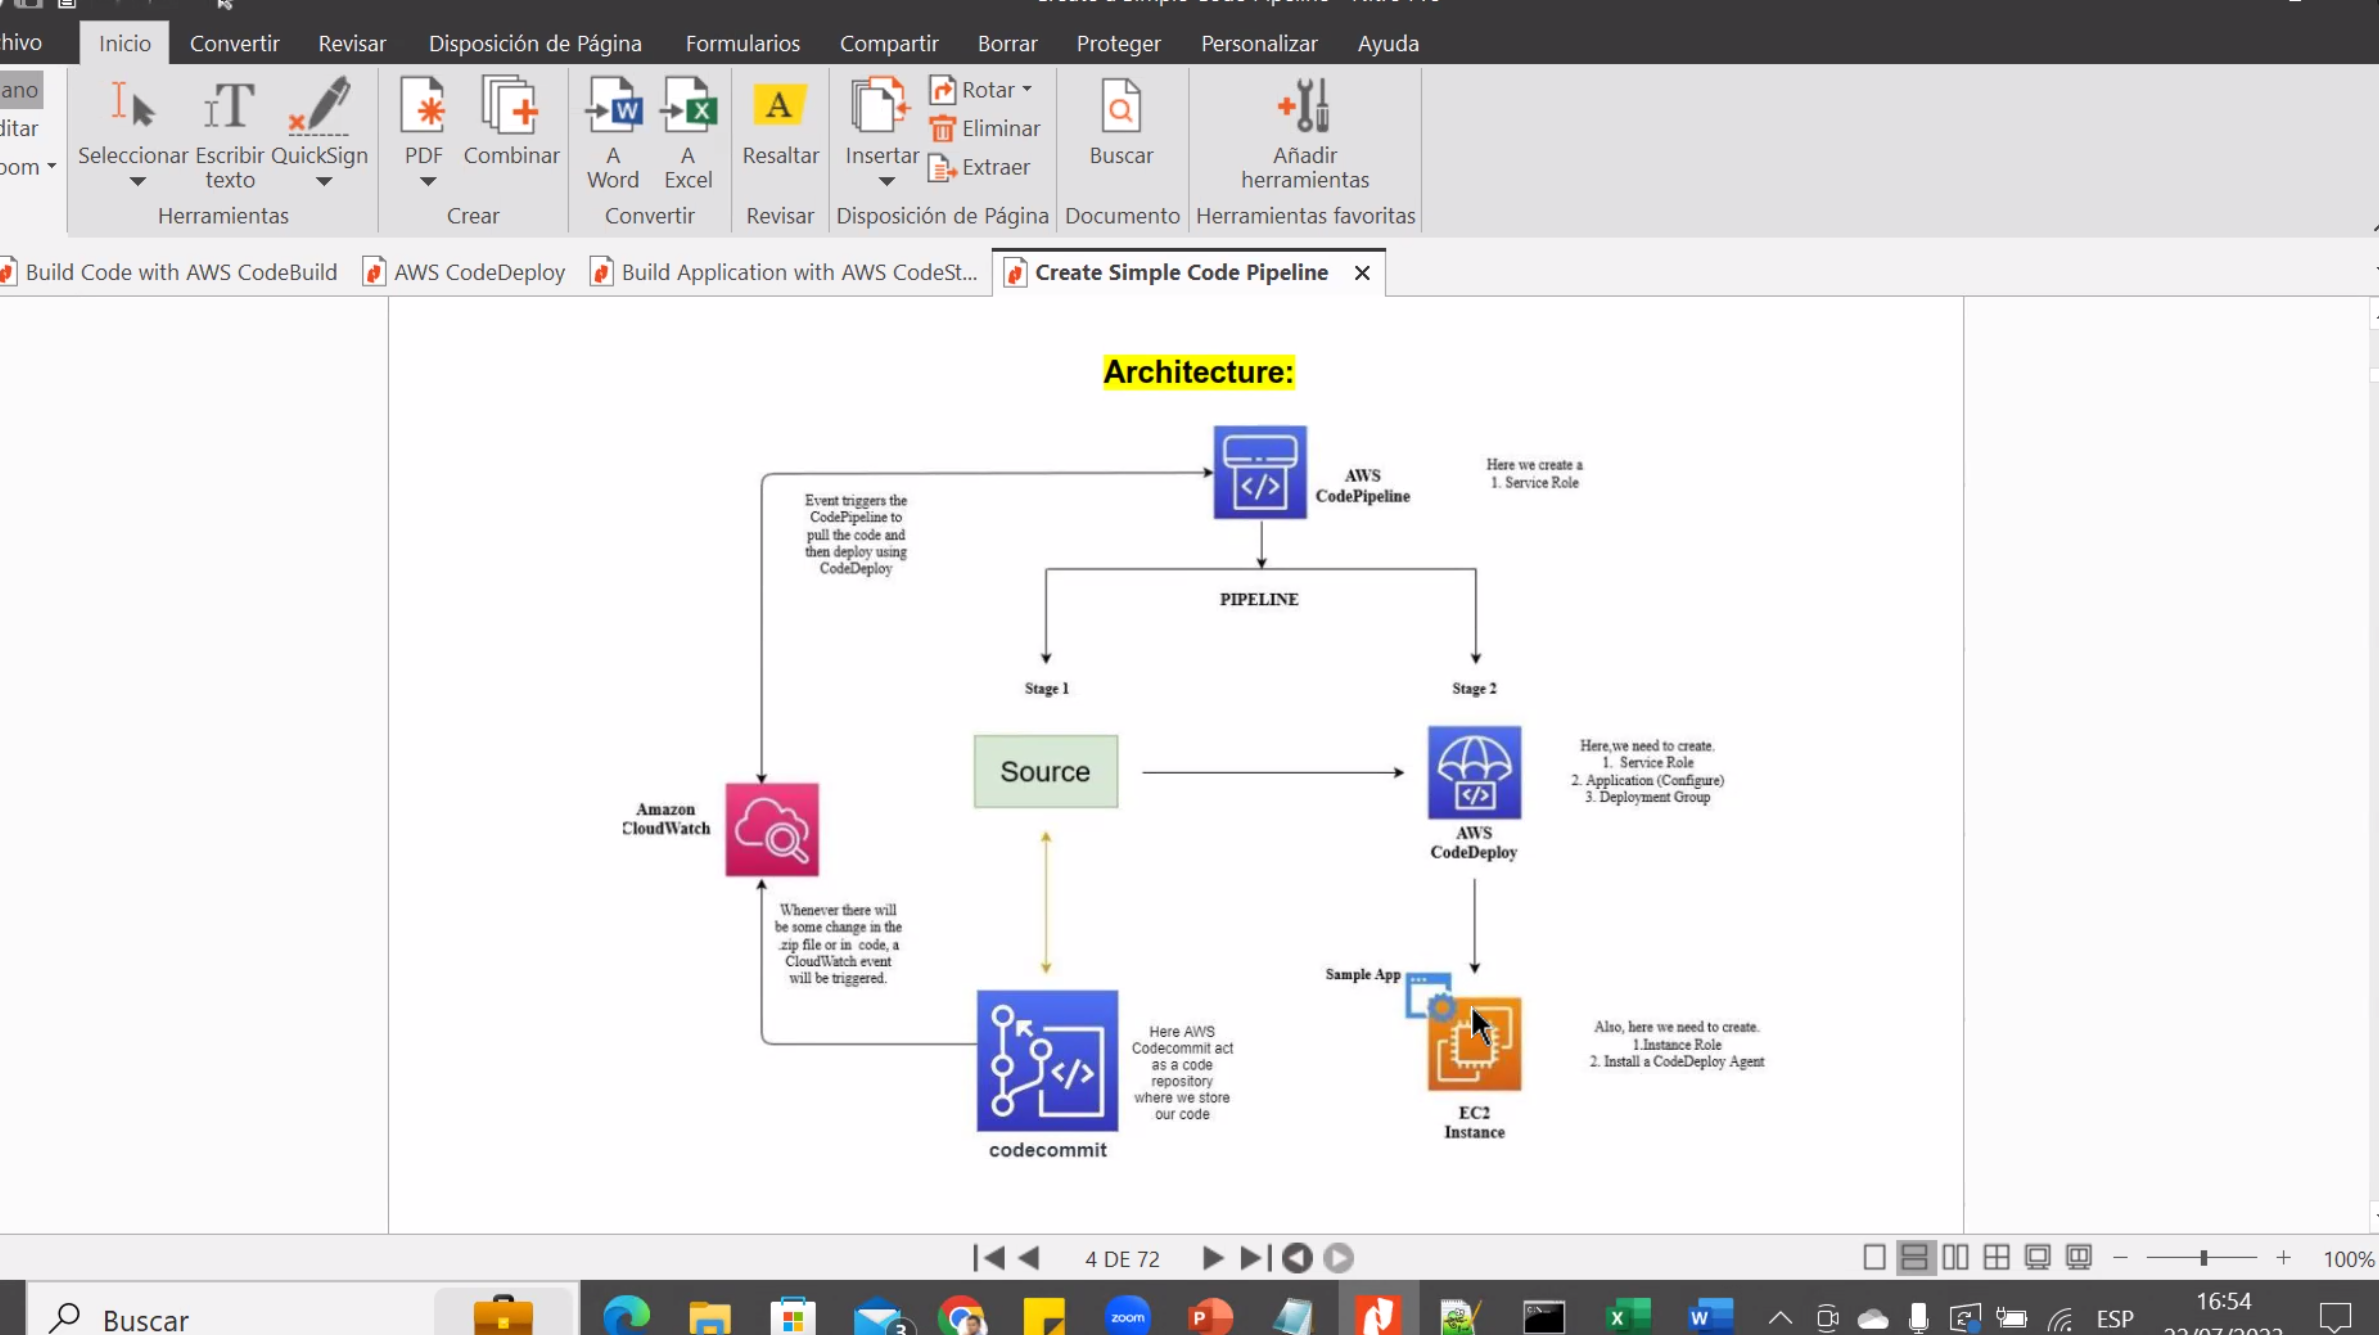 Inicio Convertir Revisar Disposición de Página Formularios Compartir Borrar Proteger Personalizar Ayuda
Seleccionar Escribir texto QuickSign
PDF Combinar
A Word A Excel
Resaltar
Insertar
Rotar
Eliminar
Extraer
Buscar
Añadir herramientas
Herramientas Crear Convertir Revisar Disposición de Página Documento Herramientas favoritas
Build Code with AWS CodeBuild AWS CodeDeploy Build Application with AWS CodeSt... Create Simple Code Pipeline
Architecture:
AWS
CodePipeline
Here we create a
1. Service Role
Event triggers the
CodePipeline to
pull the code and
then deploy using
CodeDeploy
PIPELINE
Stage 1
Stage 2
Source
Here,we need to create.
1. Service Role
2. Application (Configure)
3. Deployment Group
AWS
CodeDeploy
Amazon
CloudWatch
Whenever there will
be some change in the
.zip file or in code, a
CloudWatch event
will be triggered.
Sample App
Here AWS
Codecommit act
as a code
repository
where we store
our code
Also, here we need to create.
1.Instance Role
2. Install a CodeDeploy Agent
EC2
Instance
codecommit
4 DE 72
100%
Buscar
3
zoom
ESP
16:54